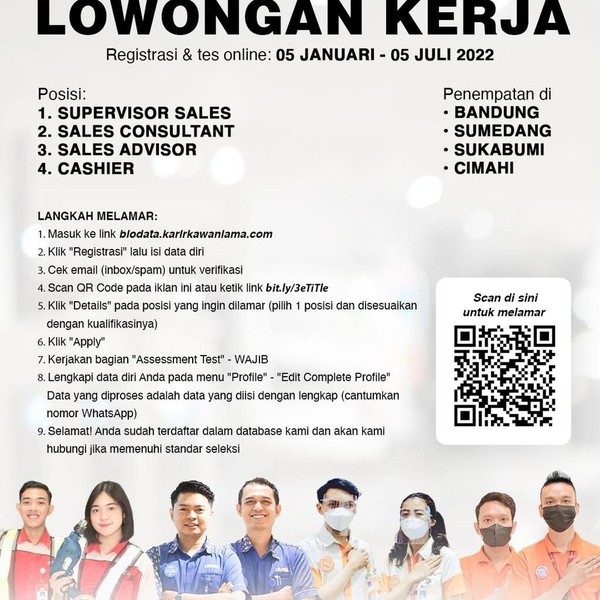 LOWONGAN KERJA
Registrasi & tes online: 05 JANUARI - 05 JULI 2022
Posisi:
1. SUPERVISOR SALES
2. SALES CONSULTANT
3. SALES ADVISOR
4. CASHIER
Penempatan di
• BANDUNG
• SUMEDANG
• SUKABUMI
• CIMAHI
LANGKAH MELAMAR:
1. Masuk ke link biodata.karirkawanlama.com
2. Klik "Registrasi" lalu isi data diri
3. Cek email (inbox/spam) untuk verifikasi
4. Scan QR Code pada iklan ini atau ketik link bit.ly/3eTiTle
5. Klik "Details" pada posisi yang ingin dilamar (pilih 1 posisi dan disesuaikan
dengan kualifikasinya)
6. Klik "Apply"
7. Kerjakan bagian "Assessment Test" - WAJIB
8. Lengkapi data diri Anda pada menu "Profile" - "Edit Complete Profile"
Data yang diproses adalah data yang diisi dengan lengkap (cantumkan
nomor WhatsApp)
9. Selamat! Anda sudah terdaftar dalam database kami dan akan kami
hubungi jika memenuhi standar seleksi
Scan di sini
untuk melamar